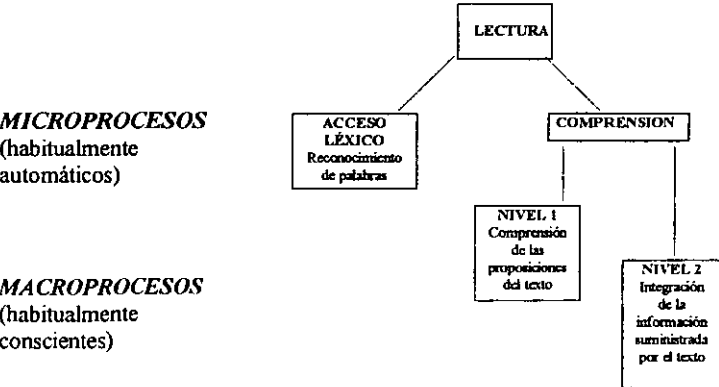 LECTURA
MICROPROCESOS
(habitualmente
automáticos)
ACCESO
LÉXICO
Reconocimiento
de palabras
COMPRENSION
NIVEL 1
Comprensión
de las
proposiciones
del texto
MACROPROCESOS
(habitualmente
conscientes)
NIVEL 2
Integración
de la
información
suministrada
por el texto